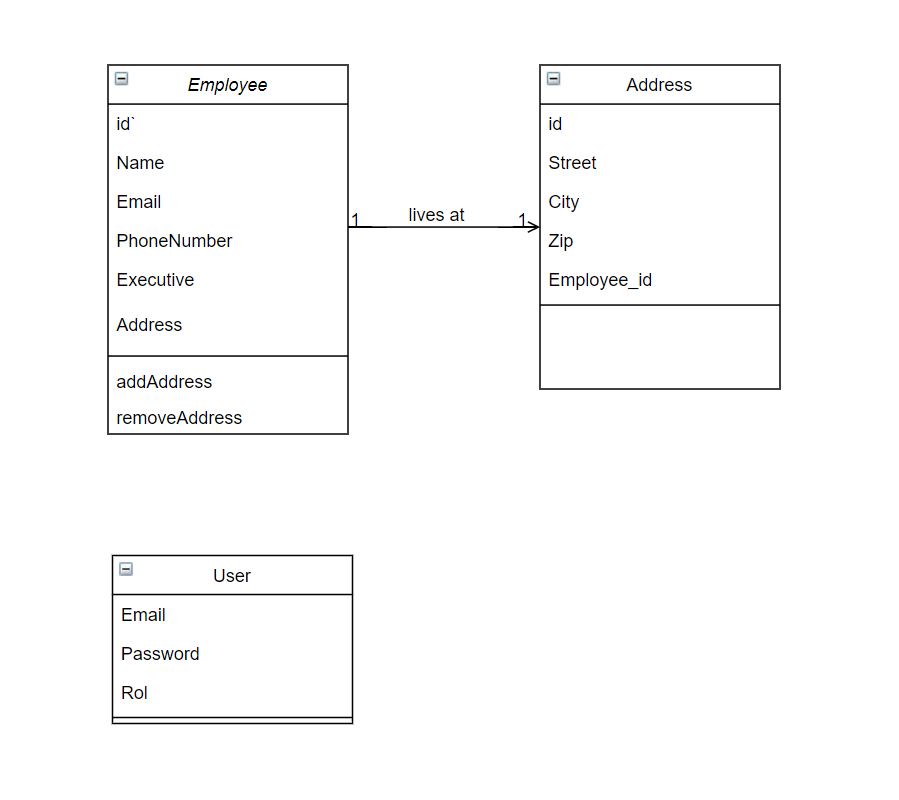 Employee
id`
Name
Email
PhoneNumber
Executive
Address
addAddress
removeAddress
1
lives at
1
Address
id
Street
City
Zip
Employee_id
User
Email
Password
Rol